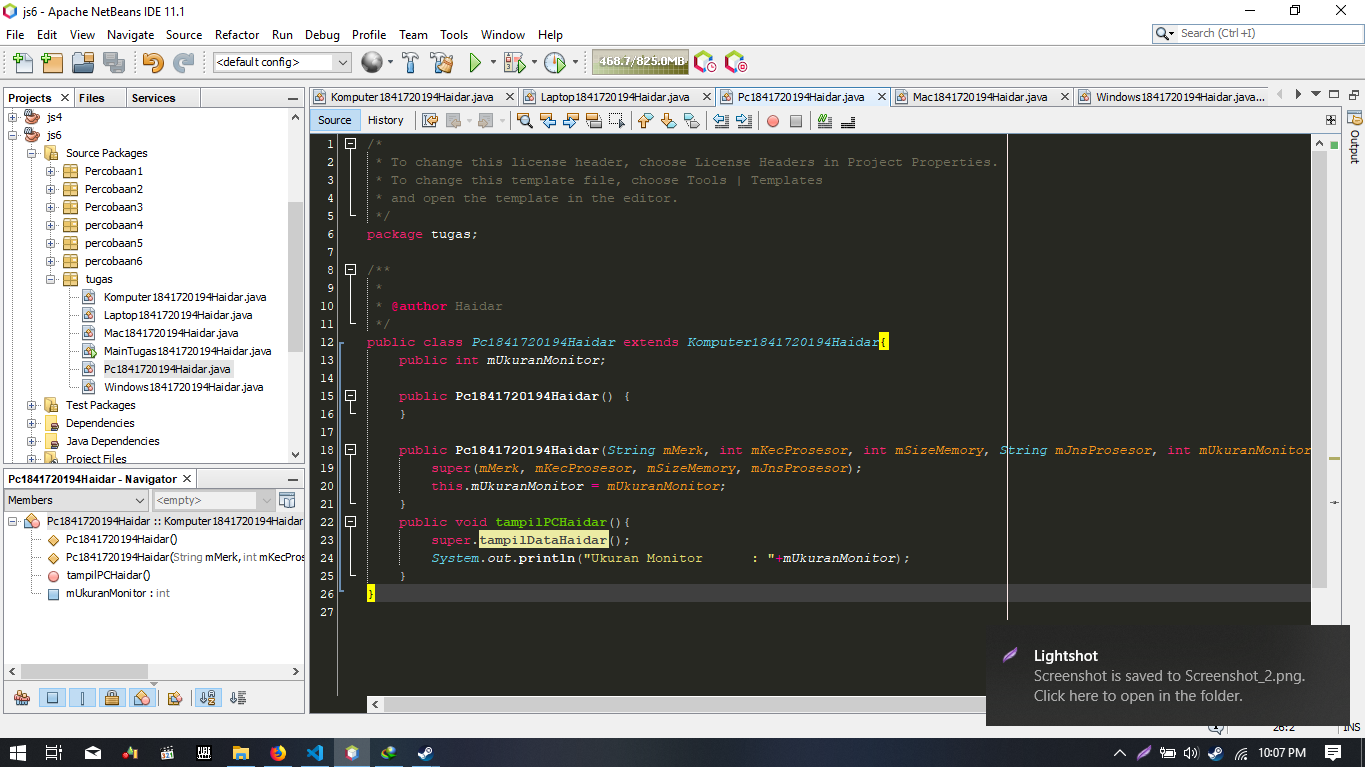 js6 - Apache NetBeans IDE 11.1
File Edit View Navigate Source Refactor Run Debug Profile Team Tools Window Help
Search (Ctrl+I)
<default config>
468.7/825.0MB
Projects Files Services
Komputer1841720194Haidar.java Laptop1841720194Haidar.java Pc1841720194Haidar.java Mac1841720194Haidar.java Windows1841720194Haidar.java...
Source History
Output
js4
js6
Source Packages
Percobaan1
Percobaan2
Percobaan3
percobaan4
percobaan5
percobaan6
tugas
Komputer1841720194Haidar.java
Laptop1841720194Haidar.java
Mac1841720194Haidar.java
MainTugas1841720194Haidar.java
Pc1841720194Haidar.java
Windows1841720194Haidar.java
Test Packages
Dependencies
Java Dependencies
Project Files
Pc1841720194Haidar - Navigator
Members <empty>
Pc1841720194Haidar :: Komputer1841720194Haidar
Pc1841720194Haidar()
Pc1841720194Haidar(String mMerk, int mKecPros
tampilPCHaidar()
mUkuranMonitor : int
1 /*
2 * To change this license header, choose License Headers in Project Properties.
3 * To change this template file, choose Tools | Templates
4 * and open the template in the editor.
5 */
6 package tugas;
7
8 /**
9 *
10 * @author Haidar
11 */
12 public class Pc1841720194Haidar extends Komputer1841720194Haidar{
13 public int mUkuranMonitor;
14
15 public Pc1841720194Haidar() {
16 }
17
18 public Pc1841720194Haidar(String mMerk, int mKecProsesor, int mSizeMemory, String mJnsProsesor, int mUkuranMonitor
19 super(mMerk, mKecProsesor, mSizeMemory, mJnsProsesor);
20 this.mUkuranMonitor = mUkuranMonitor;
21 }
22 public void tampilPCHaidar(){
23 super.tampilDataHaidar();
24 System.out.println("Ukuran Monitor      : "+mUkuranMonitor);
25 }
26 }
27
Lightshot
Screenshot is saved to Screenshot_2.png.
Click here to open in the folder.
26:2 INS
10:07 PM